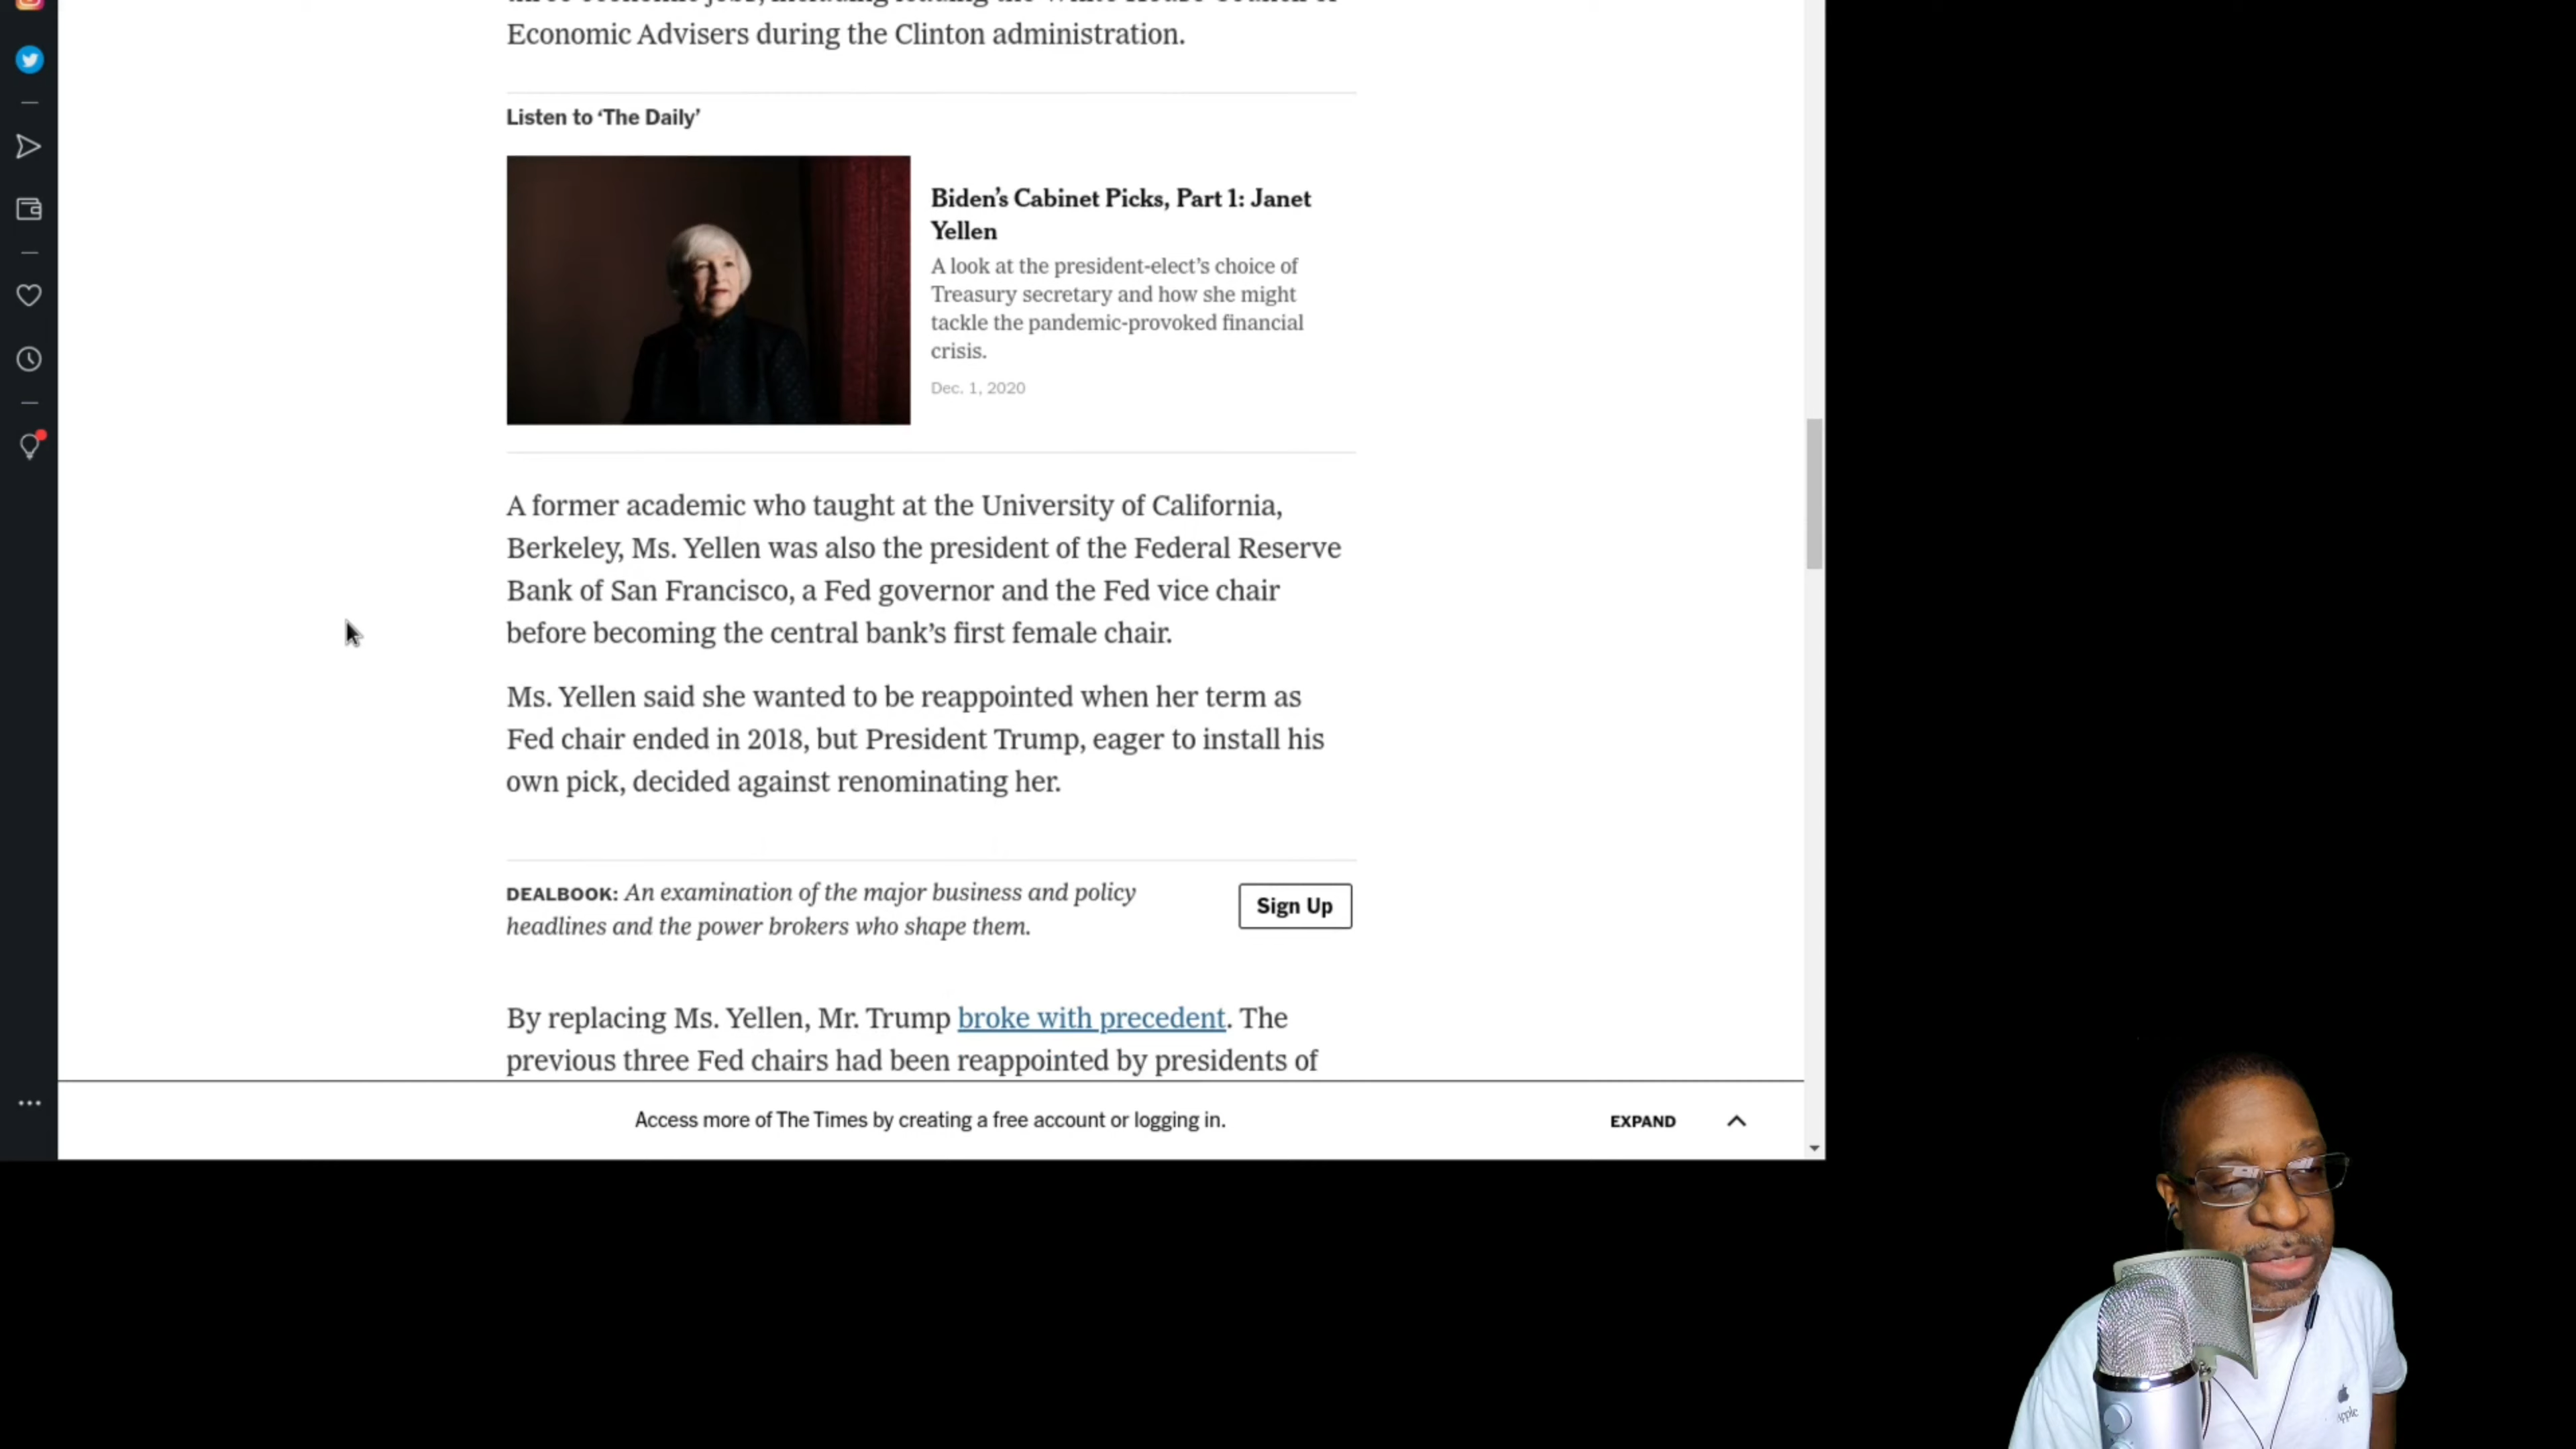 Economic Advisers during the Clinton administration.
Listen to ‘The Daily’
Biden’s Cabinet Picks, Part 1: Janet
Yellen
A look at the president-elect’s choice of
Treasury secretary and how she might
tackle the pandemic-provoked financial
crisis.
Dec. 1, 2020
A former academic who taught at the University of California,
Berkeley, Ms. Yellen was also the president of the Federal Reserve
Bank of San Francisco, a Fed governor and the Fed vice chair
before becoming the central bank’s first female chair.
Ms. Yellen said she wanted to be reappointed when her term as
Fed chair ended in 2018, but President Trump, eager to install his
own pick, decided against renominating her.
DEALBOOK: An examination of the major business and policy
headlines and the power brokers who shape them.
Sign Up
By replacing Ms. Yellen, Mr. Trump broke with precedent. The
previous three Fed chairs had been reappointed by presidents of
Access more of The Times by creating a free account or logging in.
EXPAND
Apple